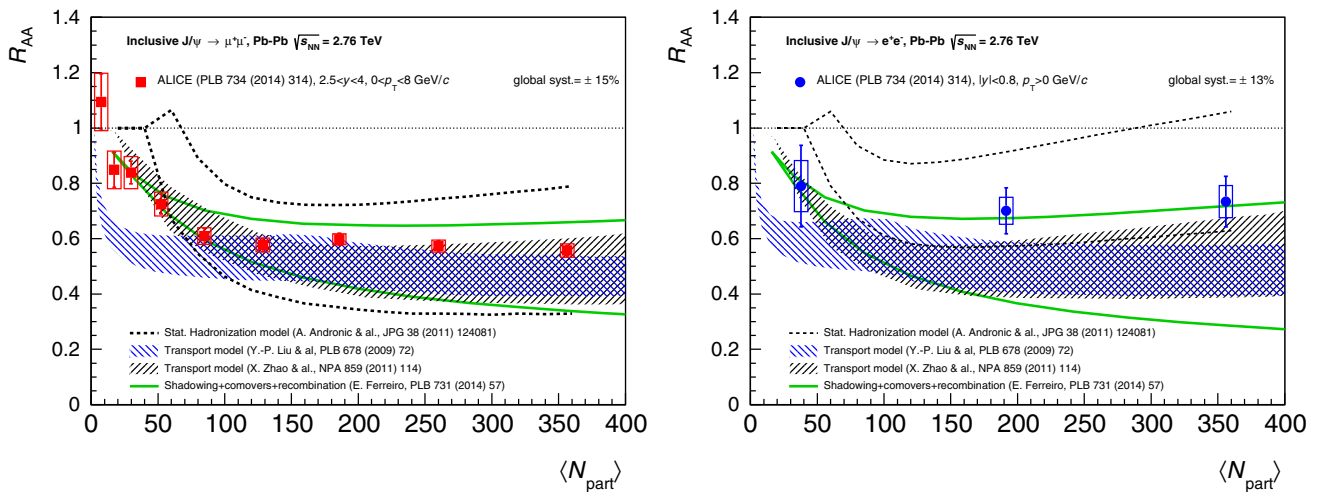 R_AA
1.4
1.2
1
0.8
0.6
0.4
0.2
0
Inclusive J/ψ → μ⁺μ⁻, Pb-Pb √s_NN = 2.76 TeV
ALICE (PLB 734 (2014) 314), 2.5<y<4, 0<p_T<8 GeV/c global syst.= ± 15%
Stat. Hadronization model (A. Andronic & al., JPG 38 (2011) 124081)
Transport model (Y.-P. Liu & al, PLB 678 (2009) 72)
Transport model (X. Zhao & al., NPA 859 (2011) 114)
Shadowing+comovers+recombination (E. Ferreiro, PLB 731 (2014) 57)
0 50 100 150 200 250 300 350 400
⟨N_part⟩
R_AA
1.4
1.2
1
0.8
0.6
0.4
0.2
0
Inclusive J/ψ → e⁺e⁻, Pb-Pb √s_NN = 2.76 TeV
ALICE (PLB 734 (2014) 314), |y|<0.8, p_T>0 GeV/c global syst.= ± 13%
Stat. Hadronization model (A. Andronic & al., JPG 38 (2011) 124081)
Transport model (Y.-P. Liu & al, PLB 678 (2009) 72)
Transport model (X. Zhao & al., NPA 859 (2011) 114)
Shadowing+comovers+recombination (E. Ferreiro, PLB 731 (2014) 57)
0 50 100 150 200 250 300 350 400
⟨N_part⟩